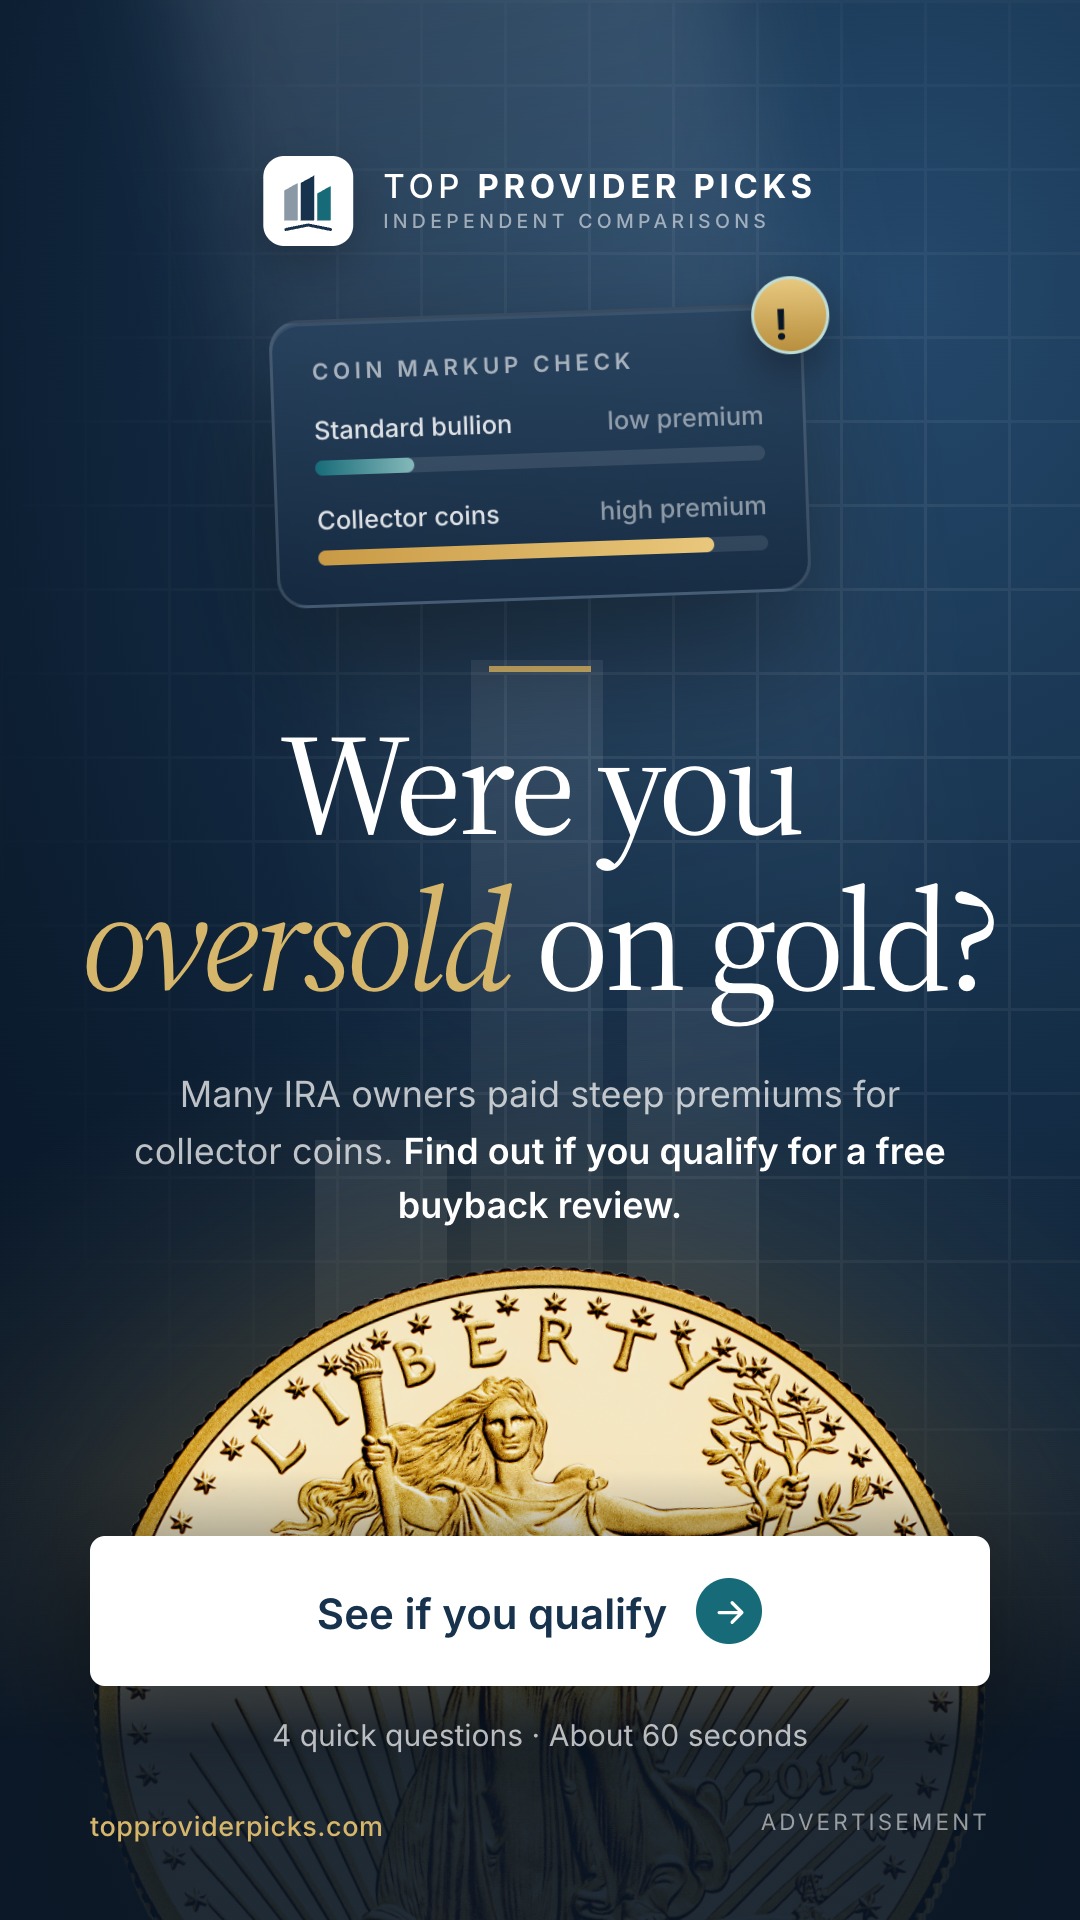 TOP PROVIDER PICKS
INDEPENDENT COMPARISONS
!
COIN MARKUP CHECK
Standard bullion low premium
Collector coins high premium
Were you
oversold on gold?
Many IRA owners paid steep premiums for
collector coins. Find out if you qualify for a free
buyback review.
LIBERTY
See if you qualify
4 quick questions · About 60 seconds
2013
topproviderpicks.com
ADVERTISEMENT